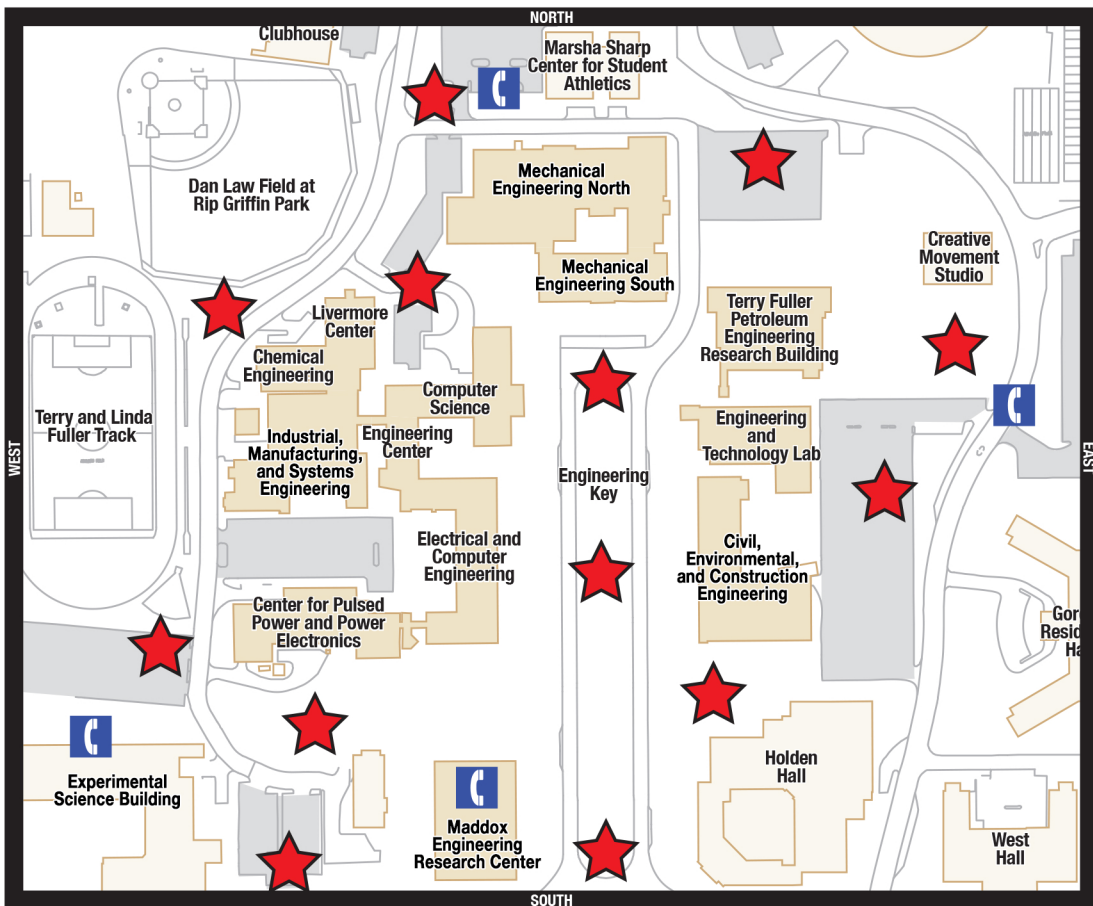 NORTH
Clubhouse
Marsha Sharp
Center for Student
Athletics
Dan Law Field at
Rip Griffin Park
Mechanical
Engineering North
Mechanical
Engineering South
Creative
Movement
Studio
Livermore
Center
Terry Fuller
Petroleum
Engineering
Research Building
Chemical
Engineering
Computer
Science
Terry and Linda
Fuller Track
WEST
Industrial,
Manufacturing,
and Systems
Engineering
Engineering
Center
Engineering
Key
Engineering
and
Technology Lab
EAST
Electrical and
Computer
Engineering
Civil,
Environmental,
and Construction
Engineering
Center for Pulsed
Power and Power
Electronics
Experimental
Science Building
Maddox
Engineering
Research Center
Holden
Hall
West
Hall
SOUTH